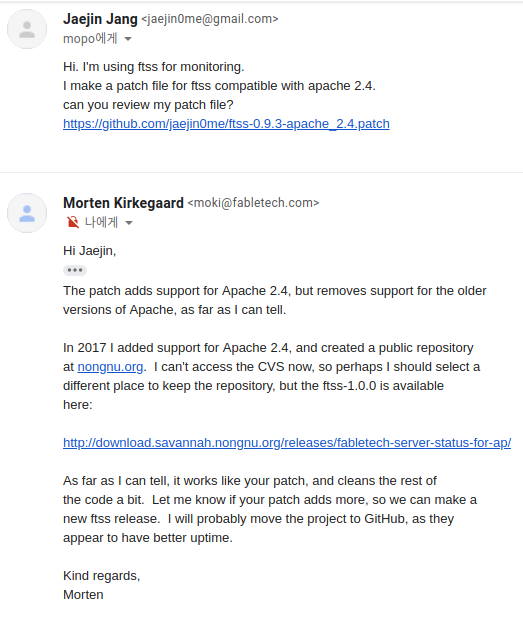 Jaejin Jang <jaejin0me@gmail.com>
mopo에게
Hi. I'm using ftss for monitoring.
I make a patch file for ftss compatible with apache 2.4.
can you review my patch file?
https://github.com/jaejin0me/ftss-0.9.3-apache_2.4.patch
Morten Kirkegaard <moki@fabletech.com>
나에게
Hi Jaejin,
The patch adds support for Apache 2.4, but removes support for the older
versions of Apache, as far as I can tell.
In 2017 I added support for Apache 2.4, and created a public repository
at nongnu.org.  I can't access the CVS now, so perhaps I should select a
different place to keep the repository, but the ftss-1.0.0 is available
here:
http://download.savannah.nongnu.org/releases/fabletech-server-status-for-ap/
As far as I can tell, it works like your patch, and cleans the rest of
the code a bit.  Let me know if your patch adds more, so we can make a
new ftss release.  I will probably move the project to GitHub, as they
appear to have better uptime.
Kind regards,
Morten